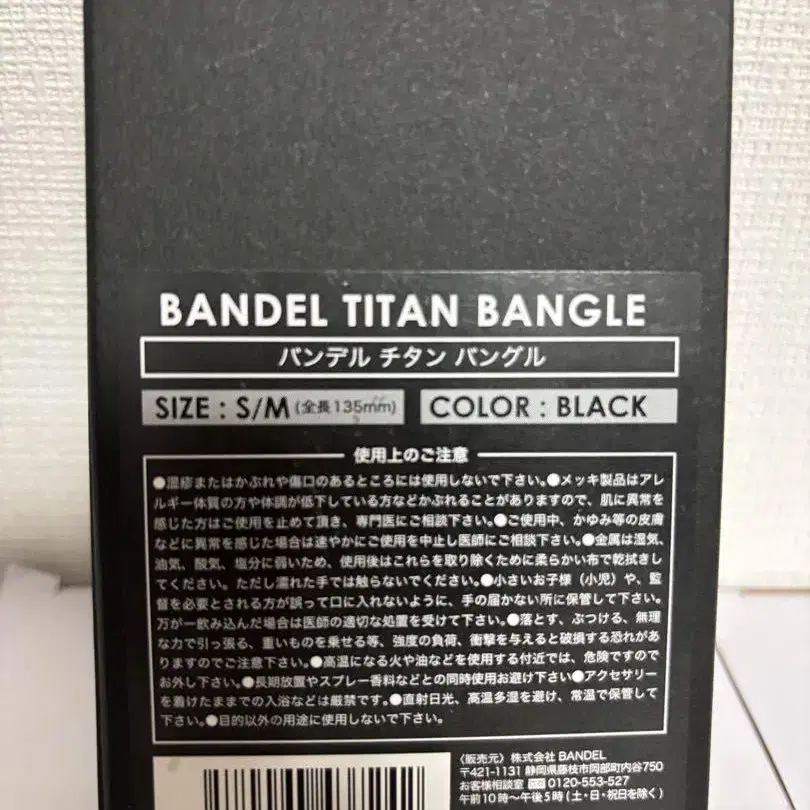 BANDEL TITAN BANGLE
バンデル チタン バングル
SIZE : S/M (全長135mm) COLOR : BLACK
使用上のご注意
●湿疹またはかぶれや傷口のあるところには使用しないで下さい。●メッキ製品はアレ
ルギー体質の方や体調が低下している方などかぶれることがありますので、肌に異常を
感じた方はご使用を止めて頂き、専門医にご相談下さい。●ご使用中、かゆみ等の皮膚
などに異常を感じた場合は速やかにご使用を中止し医師にご相談下さい。●金属は湿気、
油気、酸気、塩分に弱いため、使用後はこれらを取り除くために柔らかい布で乾拭きし
てください。ただし濡れた手では触らないでください。●小さいお子様（小児）や、監
督を必要とされる方が誤って口に入れないように、手の届かない所に保管して下さい。
万が一飲み込んだ場合は医師の適切な処置を受けて下さい。●落とす、ぶつける、無理
な力で引っ張る、重いものを乗せる等、強度の負荷、衝撃を与えると破損する恐れがあ
りますのでご注意下さい。●高温になる火や油などを使用する付近では、危険ですので
お外し下さい。●長期放置やスプレー香料などとの同時使用お避け下さい●アクセサリー
を着けたままでの入浴などは厳禁です。●直射日光、高温多湿を避け、常温で保管して
下さい。●目的以外の用途に使用しないで下さい。
〈販売元〉株式会社 BANDEL
〒421-1131 静岡県藤枝市岡部町内谷750
お客様相談室 0120-553-527
午前10時〜午後5時（土・日・祝日を除く）